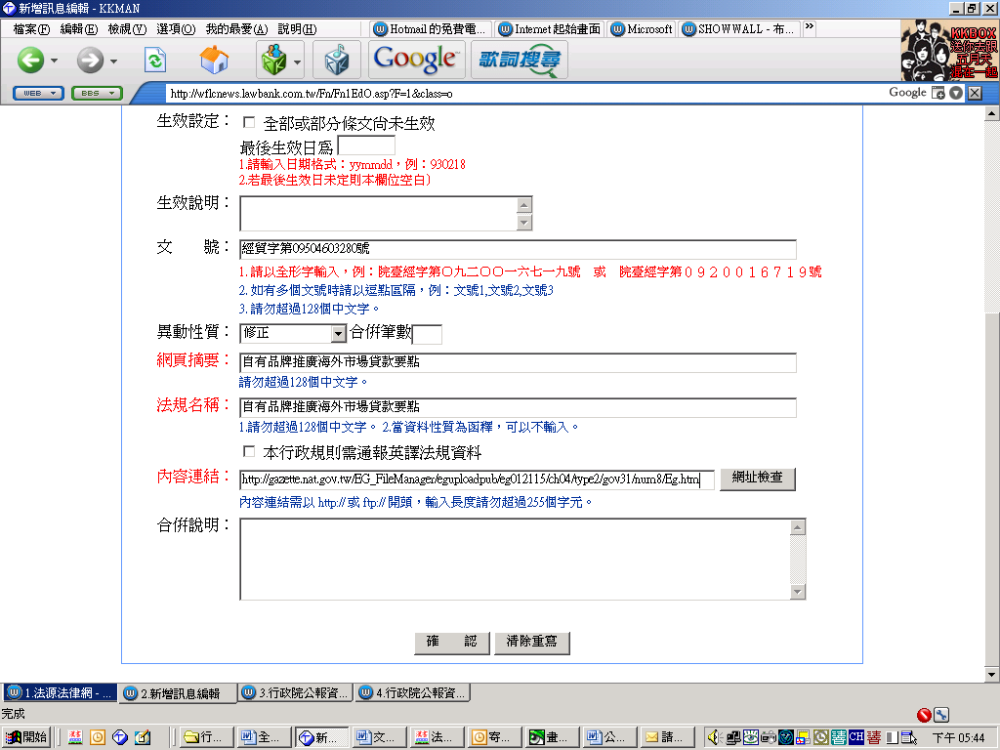 新增訊息編輯 - KKMAN
檔案(F) 編輯(E) 檢視(V) 選項(O) 我的最愛(A) 說明(H) Hotmail 的免費電... Internet 起始畫面 Microsoft SHOWWALL - 布... »
Google 歌詞搜尋
KKBOX
送你去跟
五月天
混在一起
WEB BBS http://wflcnews.lawbank.com.tw/Fn/Fn1EdO.asp?F=1&class=o Google
生效設定： 全部或部分條文尚未生效
最後生效日為
1.請輸入日期格式：yymmdd，例：930218
2.若最後生效日未定則本欄位空白）
生效說明：
文 號： 經貿字第09504603280號
1. 請以全形字輸入，例：院臺經字第○九二○○一六七一九號 或 院臺經字第０９２００１６７１９號
2. 如有多個文號時請以逗點區隔，例：文號1,文號2,文號3
3. 請勿超過128個中文字。
異動性質： 修正 合併筆數
網頁摘要： 自有品牌推廣海外市場貸款要點
請勿超過128個中文字。
法規名稱： 自有品牌推廣海外市場貸款要點
1.請勿超過128個中文字。 2.當資料性質為函釋，可以不輸入。
本行政規則需通報英譯法規資料
內容連結： http://gazette.nat.gov.tw/EG_FileManager/eguploadpub/eg012115/ch04/type2/gov31/num8/Eg.htm 網址檢查
內容連結需以 http:// 或 ftp:// 開頭，輸入長度請勿超過255個字元。
合併說明：
確 認 清除重寫
1.法源法律網 - ... 2.新增訊息編輯 3.行政院公報資... 4.行政院公報資...
完成
開始 行... 全... 新... 文... 法... 寄... 畫... 公... 請... CH 下午 05:44